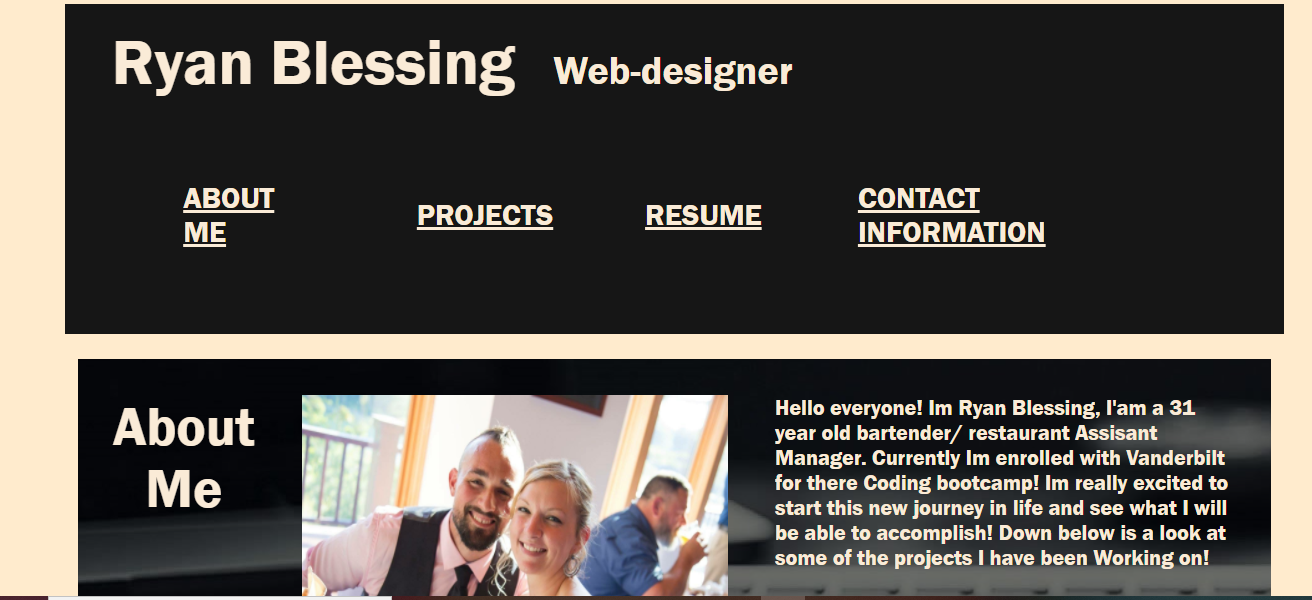 Ryan Blessing Web-designer
ABOUT
ME
PROJECTS
RESUME
CONTACT
INFORMATION
About
Me
Hello everyone! Im Ryan Blessing, I'am a 31
year old bartender/ restaurant Assisant
Manager. Currently Im enrolled with Vanderbilt
for there Coding bootcamp! Im really excited to
start this new journey in life and see what I will
be able to accomplish! Down below is a look at
some of the projects I have been Working on!